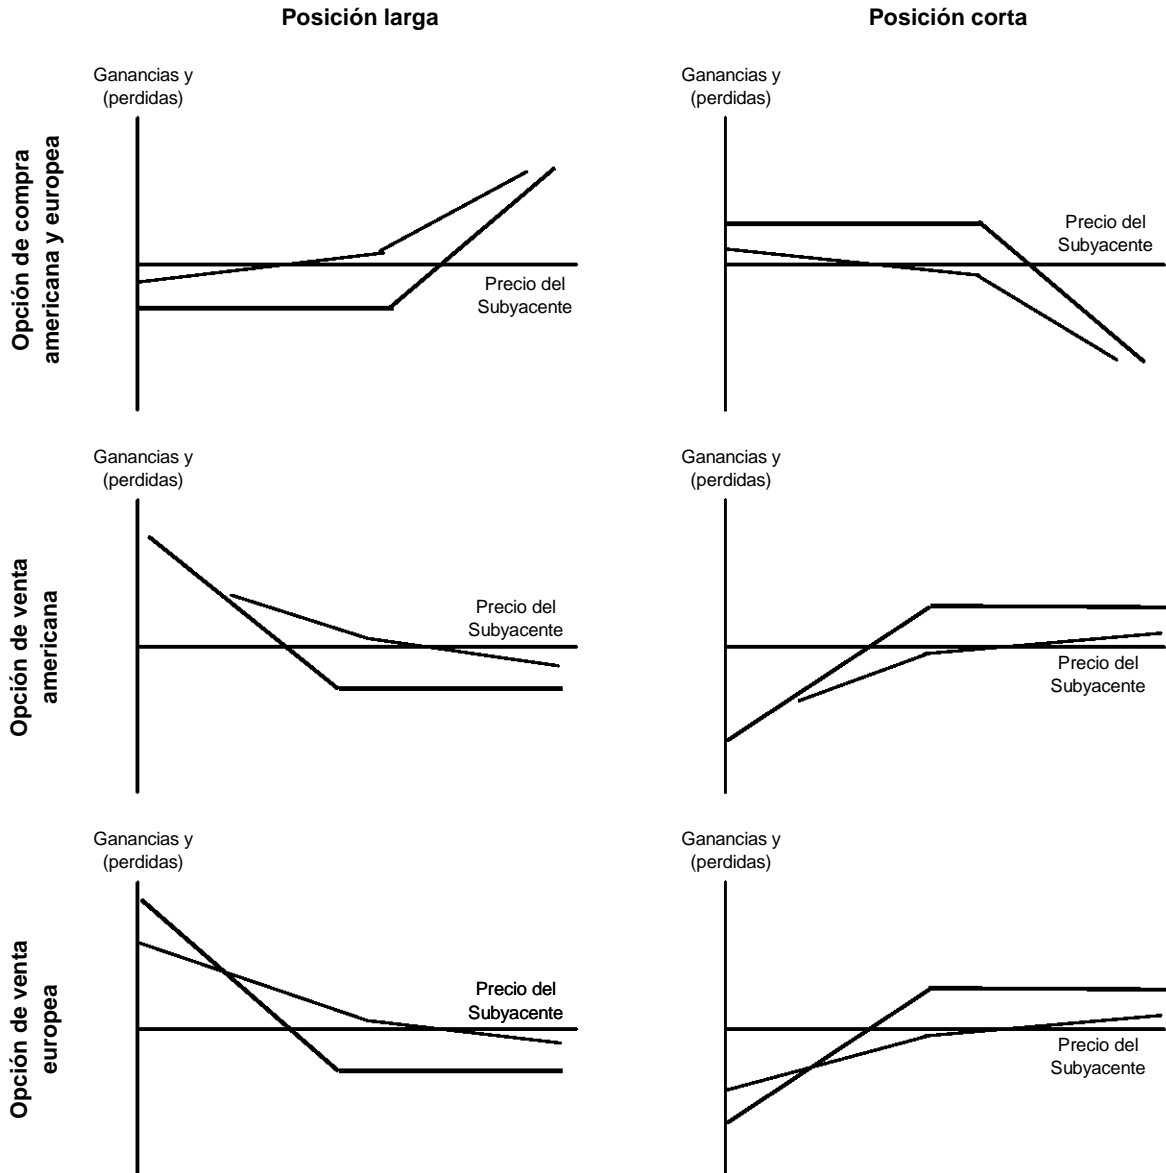 Posición larga
Posición corta
Opción de compra
americana y europea
Ganancias y
(perdidas)
Precio del
Subyacente
Ganancias y
(perdidas)
Precio del
Subyacente
Opción de venta
americana
Ganancias y
(perdidas)
Precio del
Subyacente
Ganancias y
(perdidas)
Precio del
Subyacente
Opción de venta
europea
Ganancias y
(perdidas)
Precio del
Subyacente
Ganancias y
(perdidas)
Precio del
Subyacente